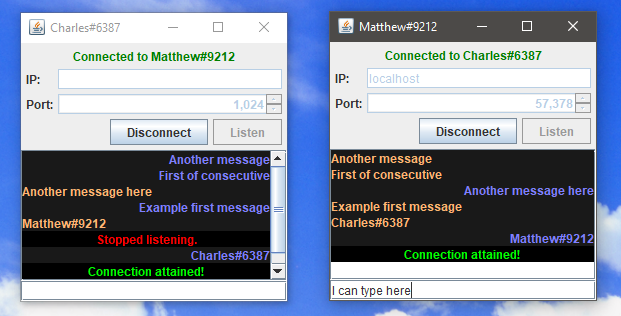 Charles#6387
Connected to Matthew#9212
IP:
Port: 1,024
Disconnect Listen
Another message
First of consecutive
Another message here
Example first message
Matthew#9212
Stopped listening.
Charles#6387
Connection attained!
Matthew#9212
Connected to Charles#6387
IP: localhost
Port: 57,378
Disconnect Listen
Another message
First of consecutive
Another message here
Example first message
Charles#6387
Matthew#9212
Connection attained!
I can type here